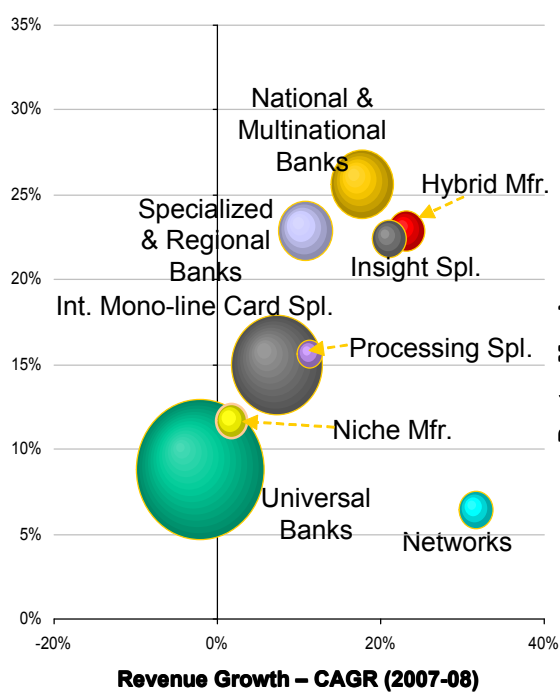 35%
30%
National &
Multinational
Banks
25%
Hybrid Mfr.
Specialized
& Regional
Banks
Insight Spl.
20%
Int. Mono-line Card Spl.
15%
Processing Spl.
10%
Niche Mfr.
Universal
Banks
5%
Networks
0%
-20%
0%
20%
40%
Revenue Growth – CAGR (2007-08)